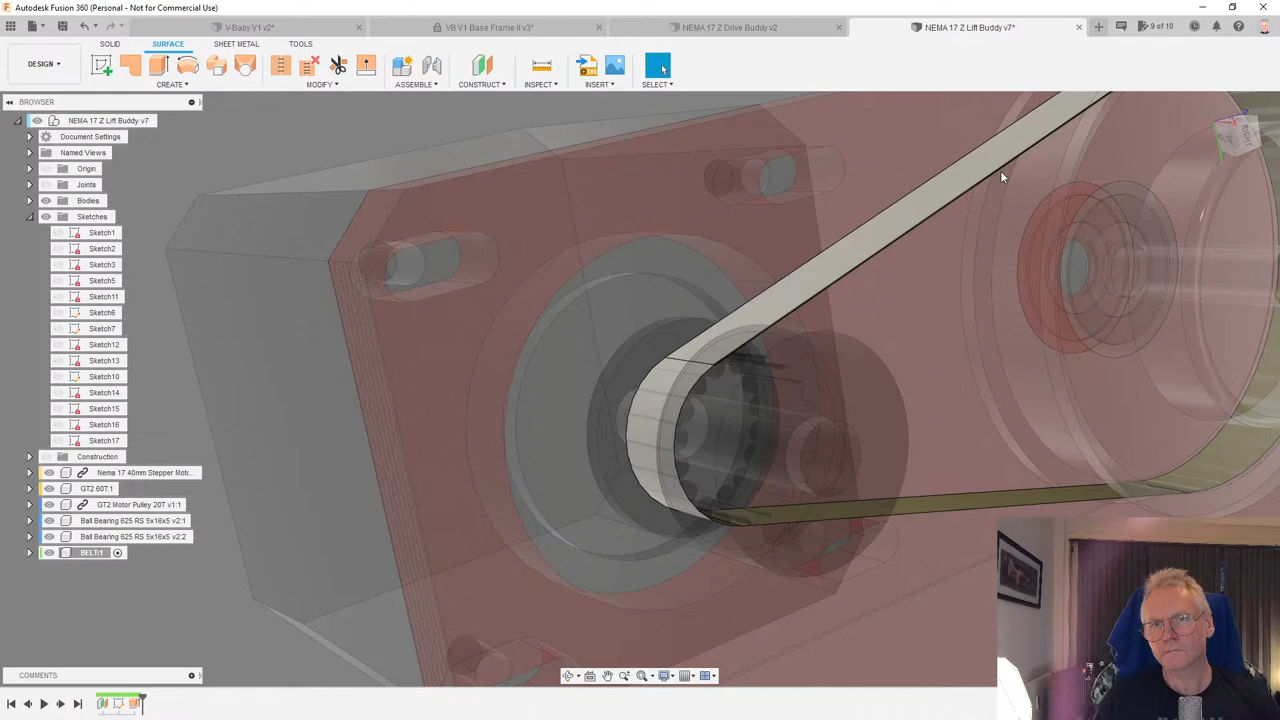 Autodesk Fusion 360 (Personal - Not for Commercial Use)
V-Baby V1 v2*
VB V1 Base Frame II v3*
NEMA 17 Z Drive Buddy v2
NEMA 17 Z Lift Buddy v7*
9 of 10
SOLID
SURFACE
SHEET METAL
TOOLS
DESIGN
CREATE
MODIFY
ASSEMBLE
CONSTRUCT
INSPECT
INSERT
SELECT
BROWSER
NEMA 17 Z Lift Buddy v7
Document Settings
Named Views
Origin
Joints
Bodies
Sketches
Sketch1
Sketch2
Sketch3
Sketch5
Sketch11
Sketch6
Sketch7
Sketch12
Sketch13
Sketch10
Sketch14
Sketch15
Sketch16
Sketch17
Construction
Nema 17 40mm Stepper Mot...
GT2 60T:1
GT2 Motor Pulley 20T v1:1
Ball Bearing 625 RS 5x16x5 v2:1
Ball Bearing 625 RS 5x16x5 v2:2
BELT:1
RIGHT
COMMENTS